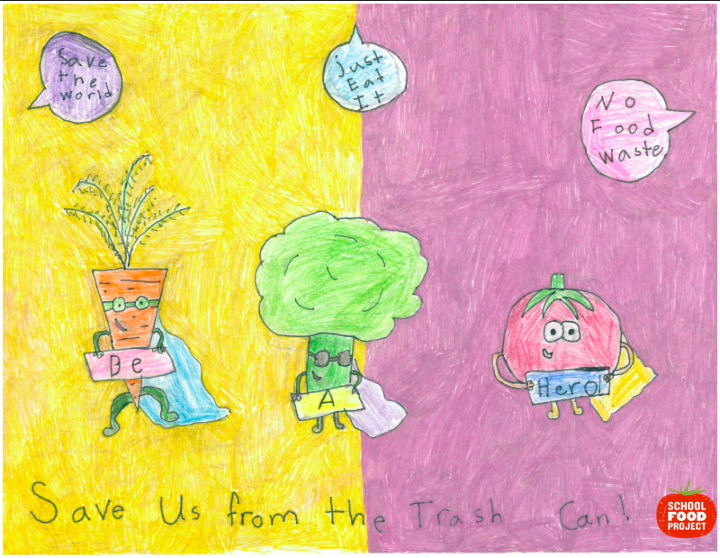 Save
the
world
Just
Eat
It
No
Food
Waste
Be
A
Hero!
Save Us from the Trash Can!
SCHOOL
FOOD
PROJECT